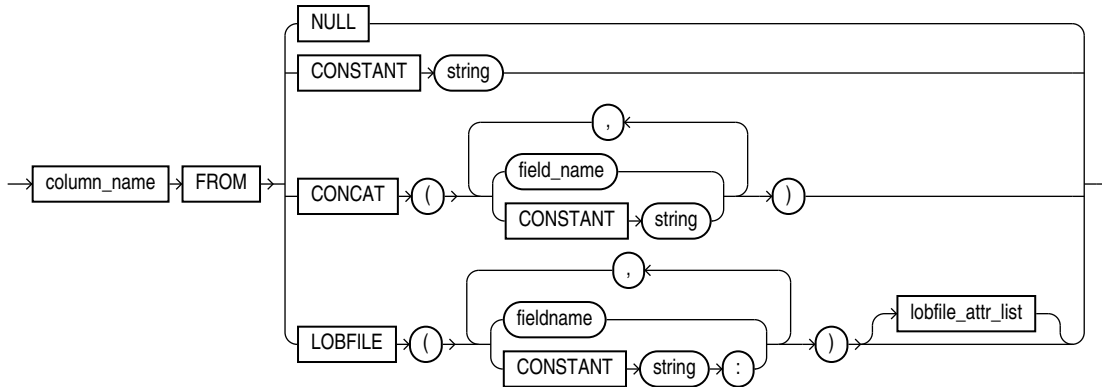 NULL
CONSTANT string
,
field_name
column_name FROM CONCAT ( )
CONSTANT string
,
lobfile_attr_list
fieldname
LOBFILE ( )
CONSTANT string :